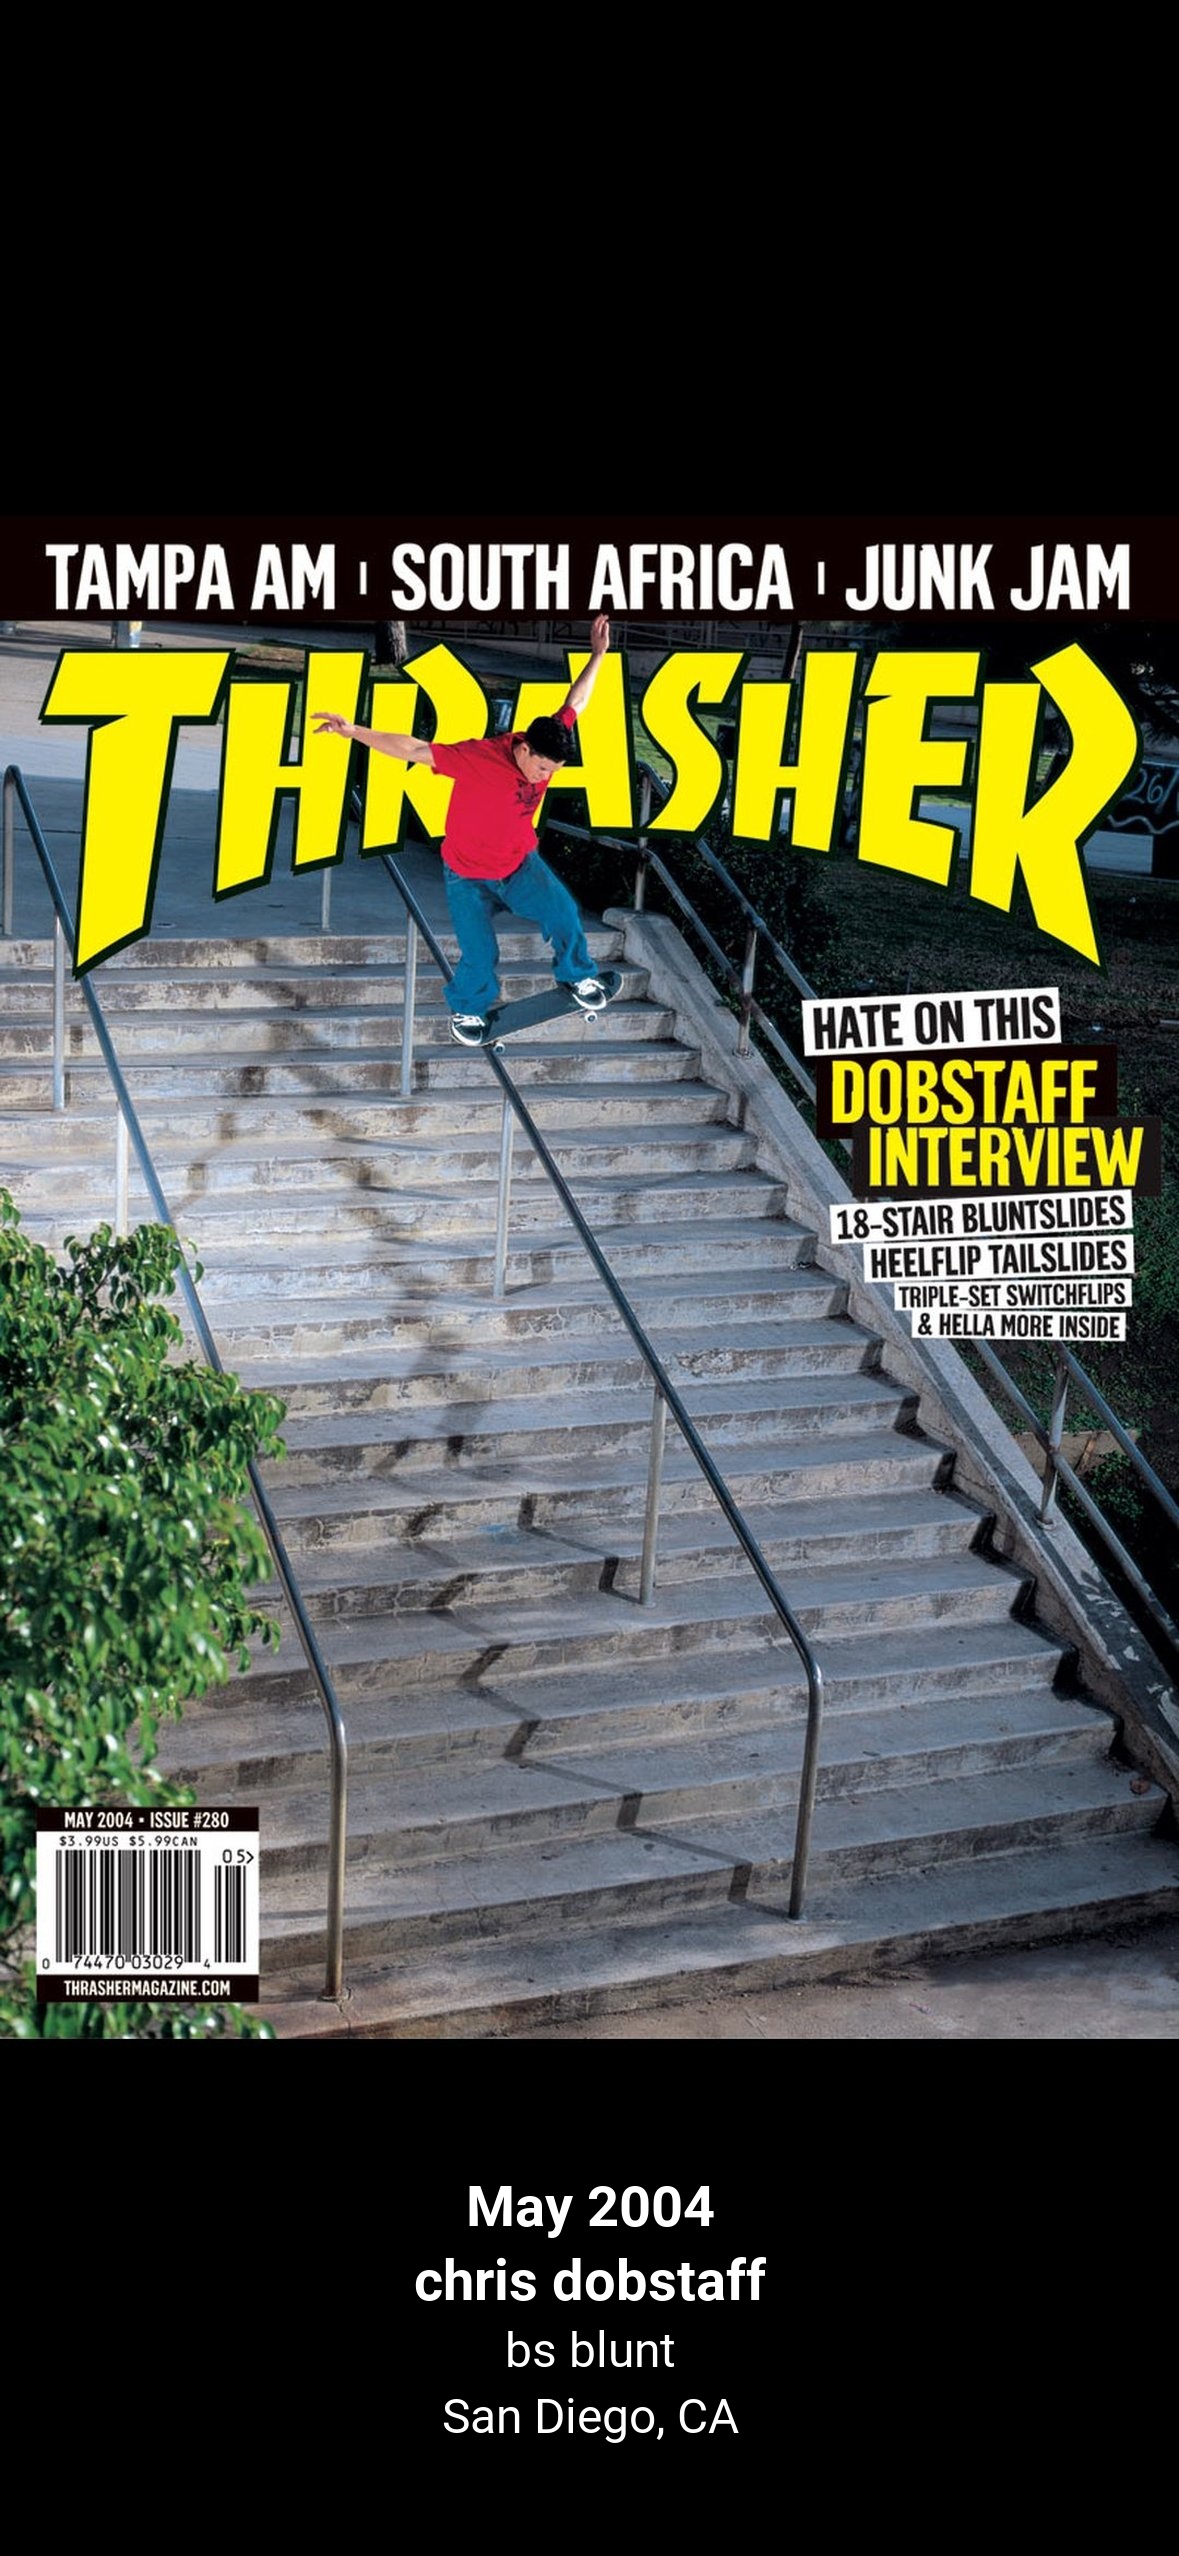 TAMPA AM | SOUTH AFRICA | JUNK JAM
THRASHER
HATE ON THIS
DOBSTAFF
INTERVIEW
18-STAIR BLUNTSLIDES
HEELFLIP TAILSLIDES
TRIPLE-SET SWITCHFLIPS
& HELLA MORE INSIDE
MAY 2004 • ISSUE #280
$3.99US $5.99CAN
05>
0 74470 03029 4
THRASHERMAGAZINE.COM
May 2004
chris dobstaff
bs blunt
San Diego, CA